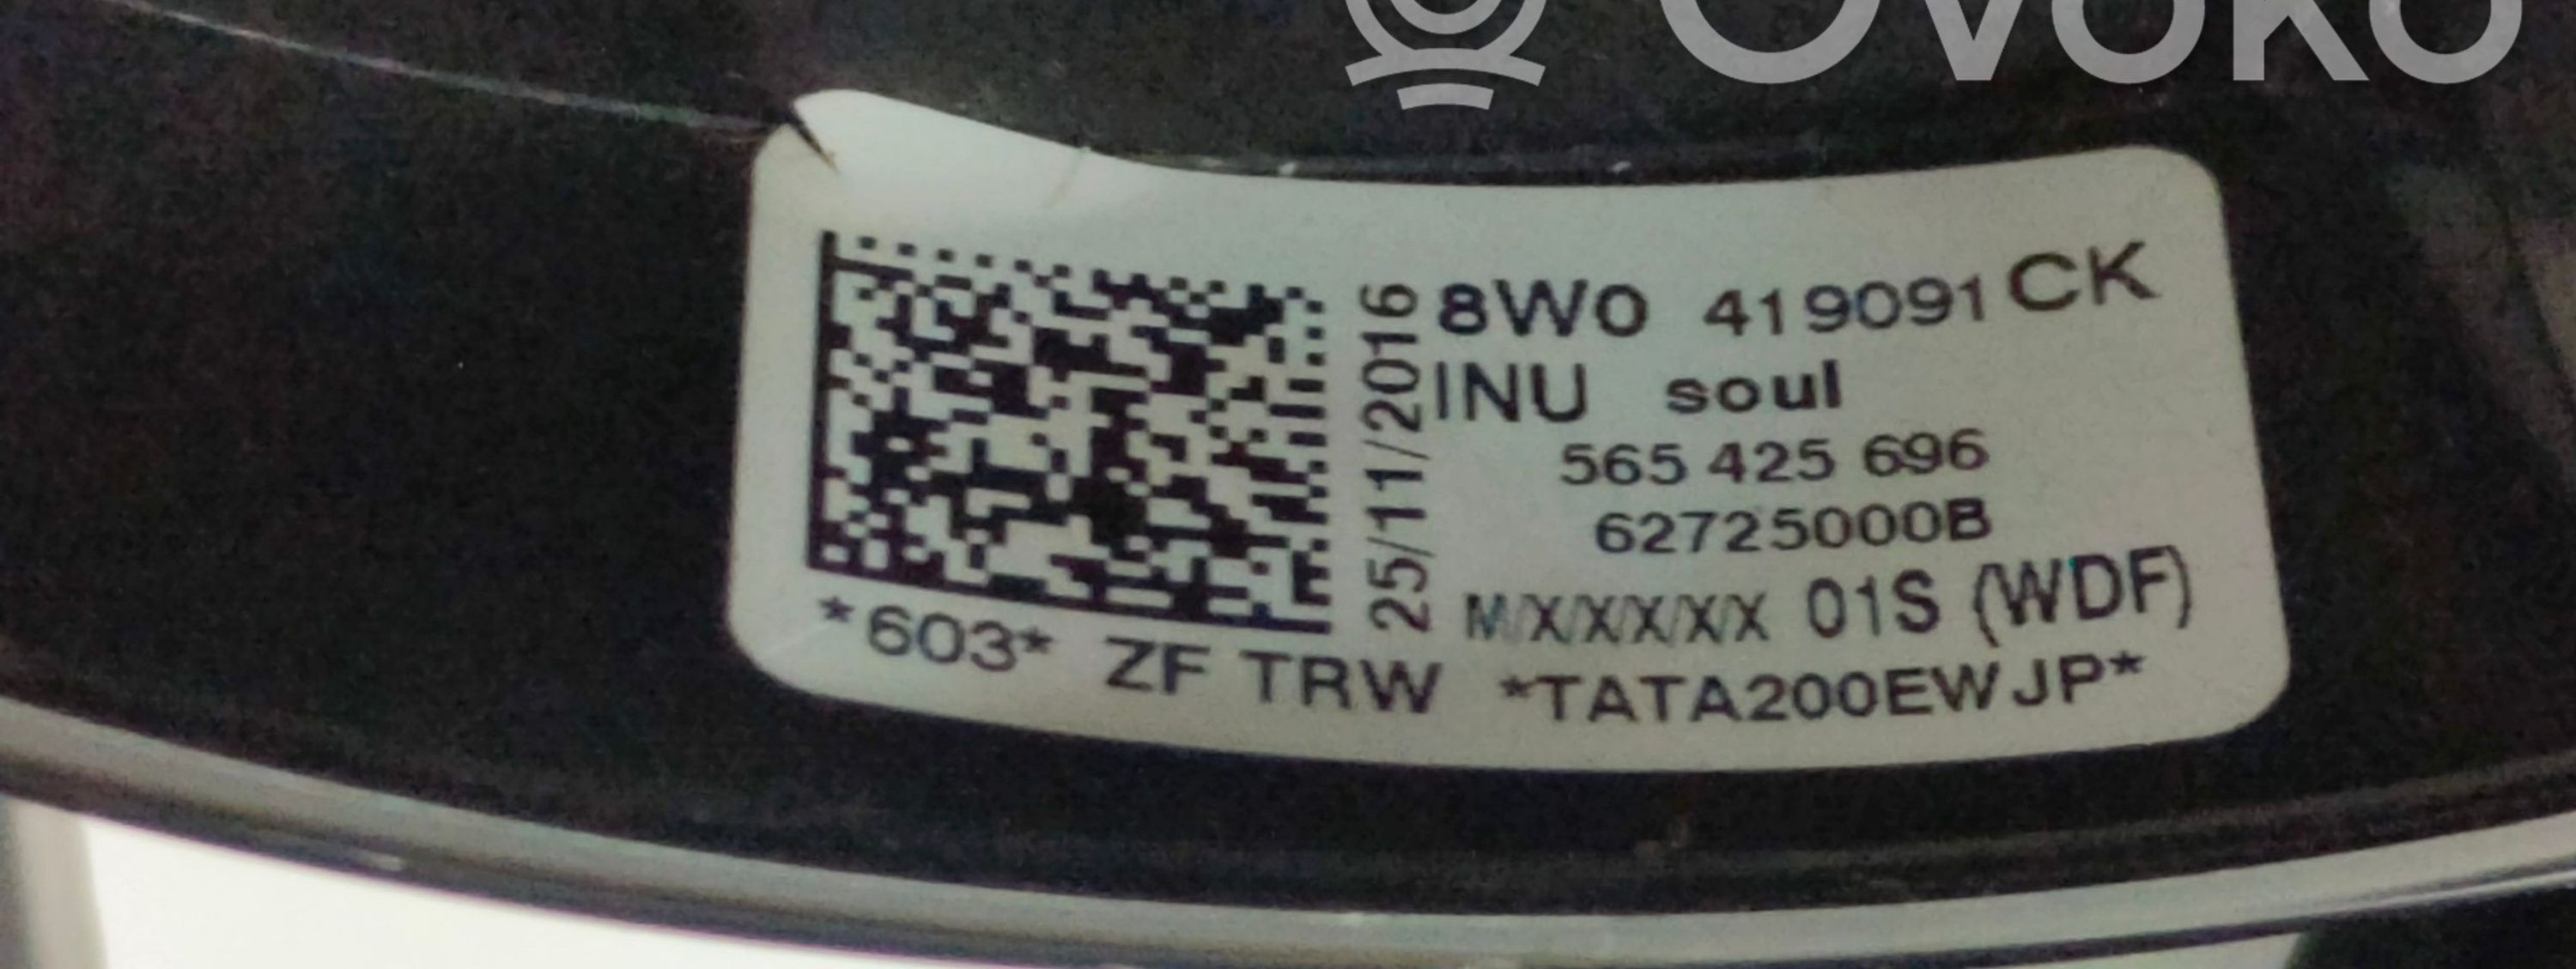 Ovoko
8W0 419091 CK
INU soul
565 425 696
62725000B
MXXXXX 01S (WDF)
25/11/2016
*603* ZF TRW *TATA200EWJP*